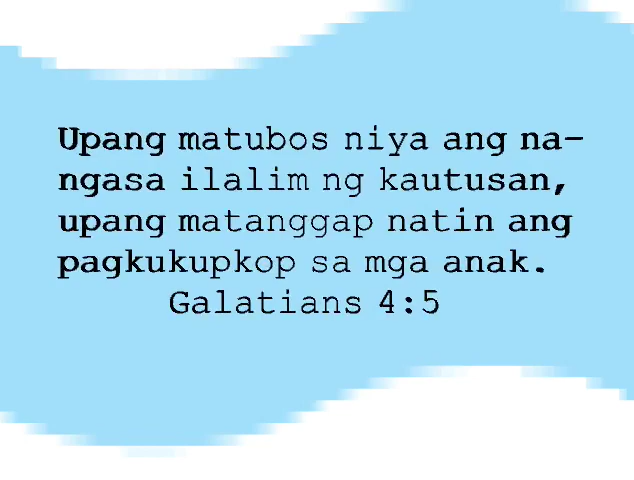 Upang matubos niya ang na-
ngasa ilalim ng kautusan,
upang matanggap natin ang
pagkukupkop sa mga anak.
Galatians 4:5